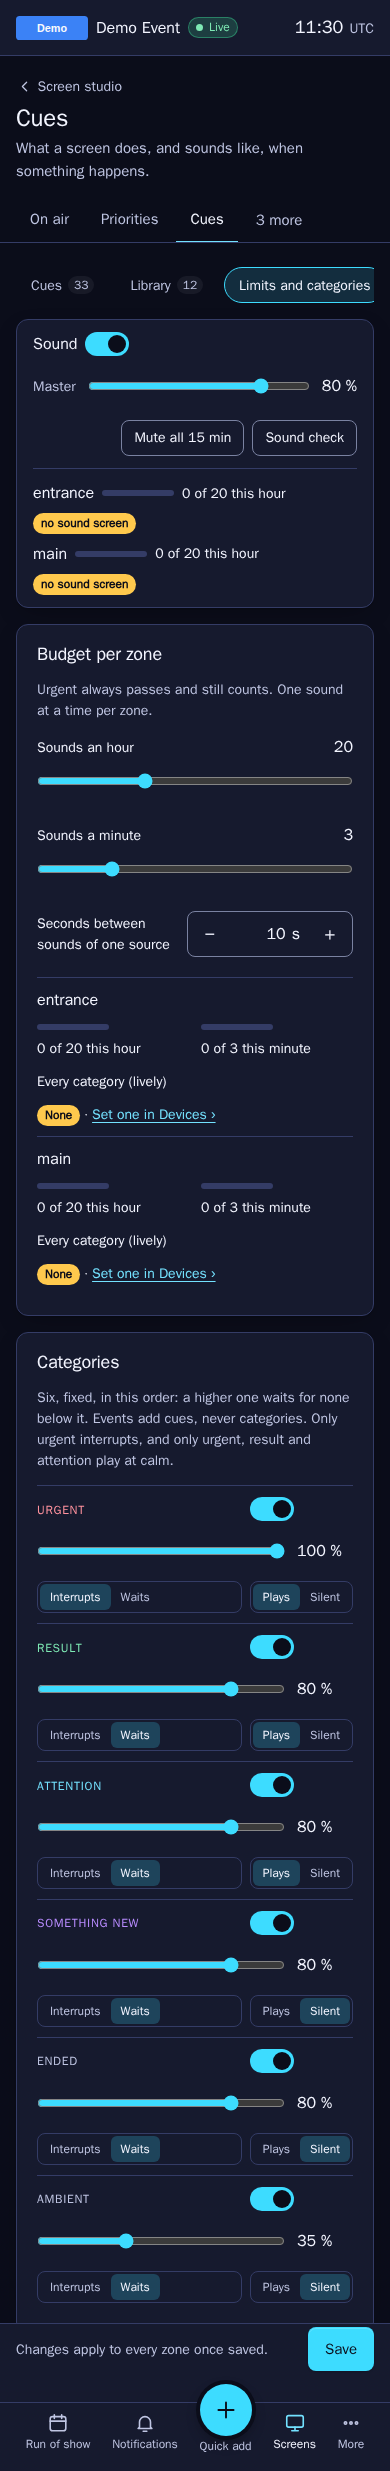 Demo Demo Event Live 11:30 UTC
Screen studio
Cues
What a screen does, and sounds like, when
something happens.
On air Priorities Cues 3 more
Cues 33 Library 12 Limits and categories
Sound
Master 80 %
Mute all 15 min Sound check
entrance 0 of 20 this hour
no sound screen
main 0 of 20 this hour
no sound screen
Budget per zone
Urgent always passes and still counts. One sound
at a time per zone.
Sounds an hour 20
Sounds a minute 3
Seconds between
sounds of one source − 10 s +
entrance
0 of 20 this hour 0 of 3 this minute
Every category (lively)
None · Set one in Devices ›
main
0 of 20 this hour 0 of 3 this minute
Every category (lively)
None · Set one in Devices ›
Categories
Six, fixed, in this order: a higher one waits for none
below it. Events add cues, never categories. Only
urgent interrupts, and only urgent, result and
attention play at calm.
URGENT
100 %
Interrupts Waits Plays Silent
RESULT
80 %
Interrupts Waits Plays Silent
ATTENTION
80 %
Interrupts Waits Plays Silent
SOMETHING NEW
80 %
Interrupts Waits Plays Silent
ENDED
80 %
Interrupts Waits Plays Silent
AMBIENT
35 %
Interrupts Waits Plays Silent
Changes apply to every zone once saved. Save
Run of show Notifications Quick add Screens More